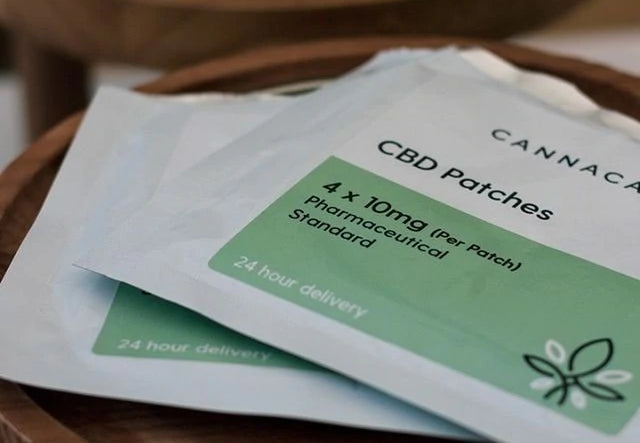 CANNACA
CBD Patches
4 x 10mg (Per Patch)
Pharmaceutical
Standard
24 hour delivery
24 hour delivery